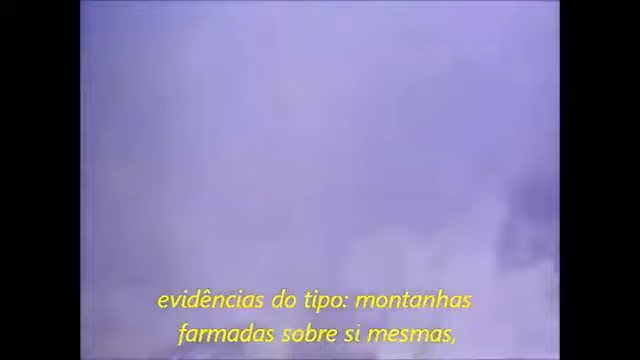 evidências do tipo: montanhas
farmadas sobre si mesmas,